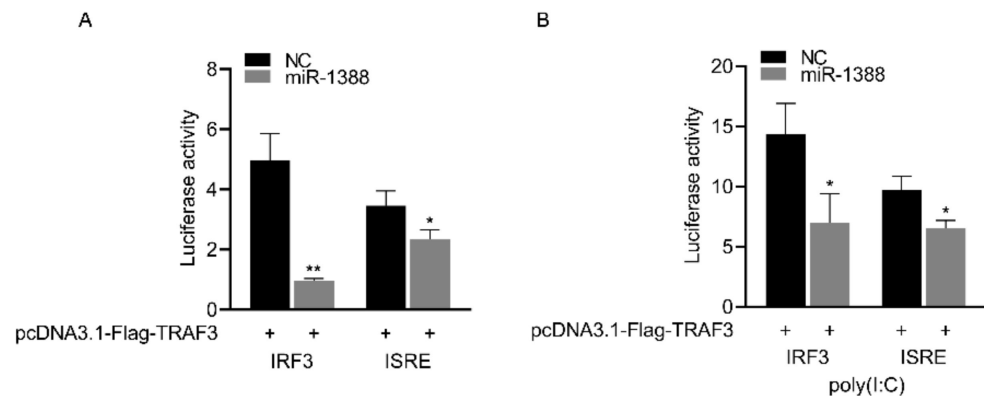 A
NC
miR-1388
8
6
4
2
0
Luciferase activity
**
*
pcDNA3.1-Flag-TRAF3 + + + +
IRF3 ISRE
B
NC
miR-1388
20
15
10
5
0
Luciferase activity
*
*
pcDNA3.1-Flag-TRAF3 + + + +
IRF3 ISRE
poly(I:C)